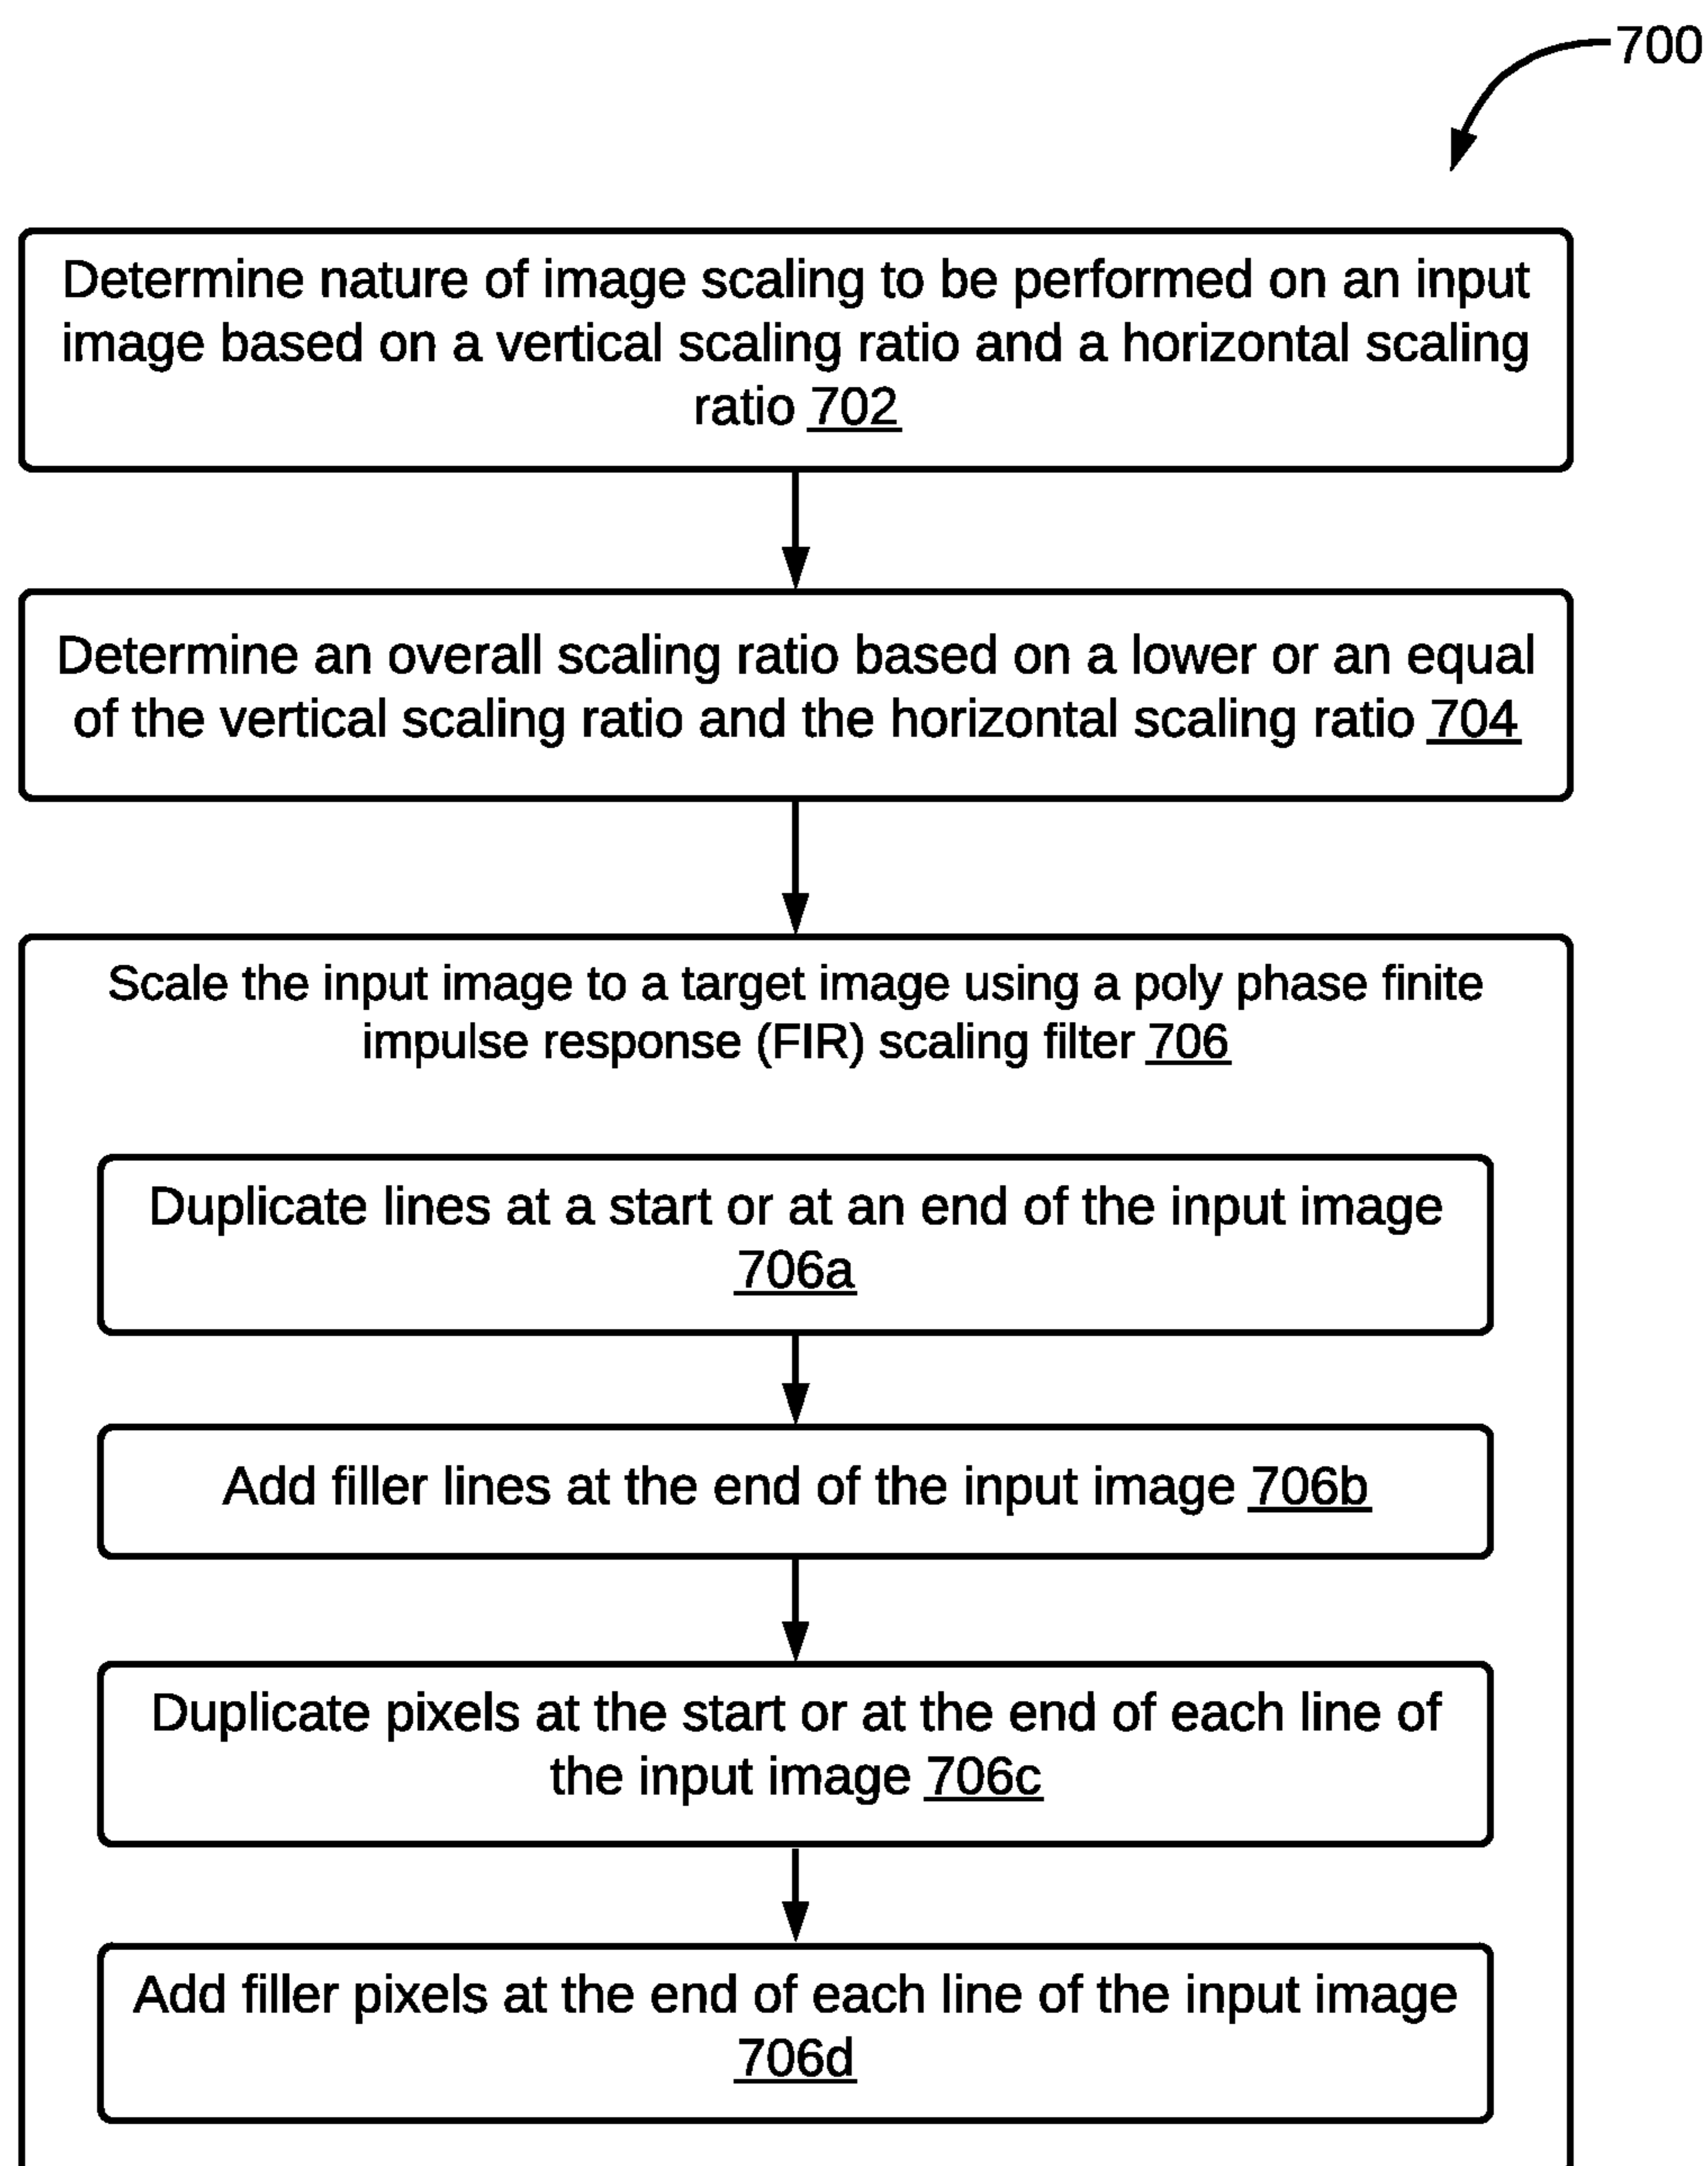 700
Determine nature of image scaling to be performed on an input
image based on a vertical scaling ratio and a horizontal scaling
ratio 702
Determine an overall scaling ratio based on a lower or an equal
of the vertical scaling ratio and the horizontal scaling ratio 704
Scale the input image to a target image using a poly phase finite
impulse response (FIR) scaling filter 706
Duplicate lines at a start or at an end of the input image
706a
Add filler lines at the end of the input image 706b
Duplicate pixels at the start or at the end of each line of
the input image 706c
Add filler pixels at the end of each line of the input image
706d